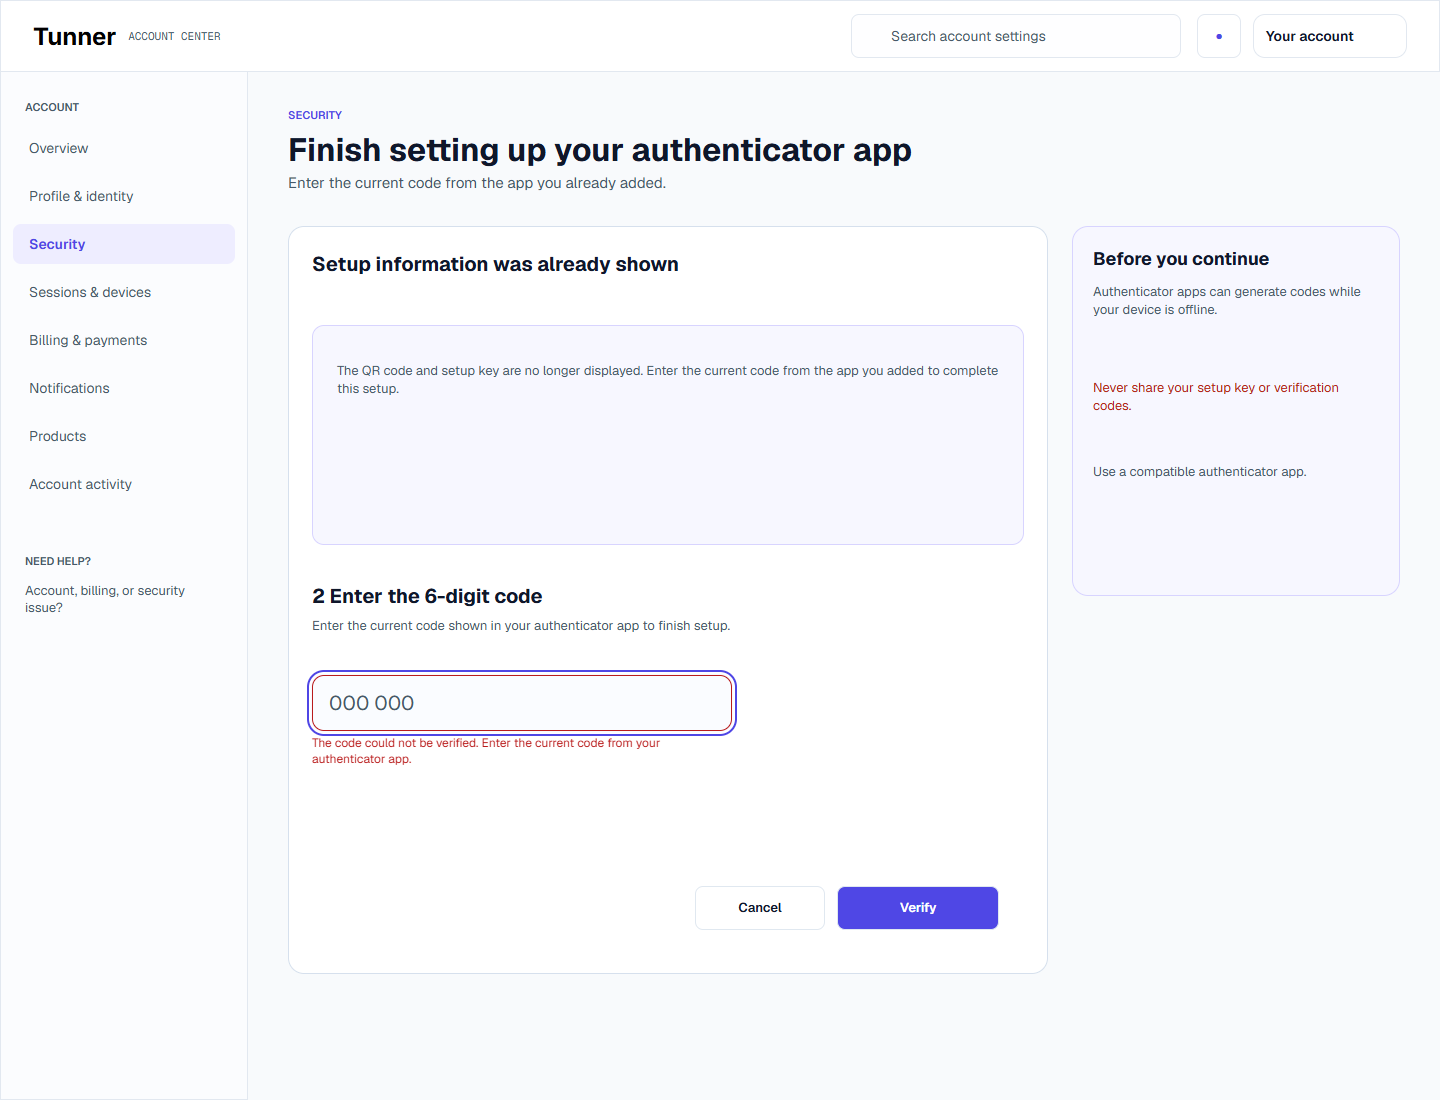 Tunner ACCOUNT CENTER
Search account settings
Your account
ACCOUNT
Overview
Profile & identity
Security
Sessions & devices
Billing & payments
Notifications
Products
Account activity
NEED HELP?
Account, billing, or security
issue?
SECURITY
Finish setting up your authenticator app
Enter the current code from the app you already added.
Setup information was already shown
The QR code and setup key are no longer displayed. Enter the current code from the app you added to complete
this setup.
2 Enter the 6-digit code
Enter the current code shown in your authenticator app to finish setup.
000 000
The code could not be verified. Enter the current code from your
authenticator app.
Cancel
Verify
Before you continue
Authenticator apps can generate codes while
your device is offline.
Never share your setup key or verification
codes.
Use a compatible authenticator app.